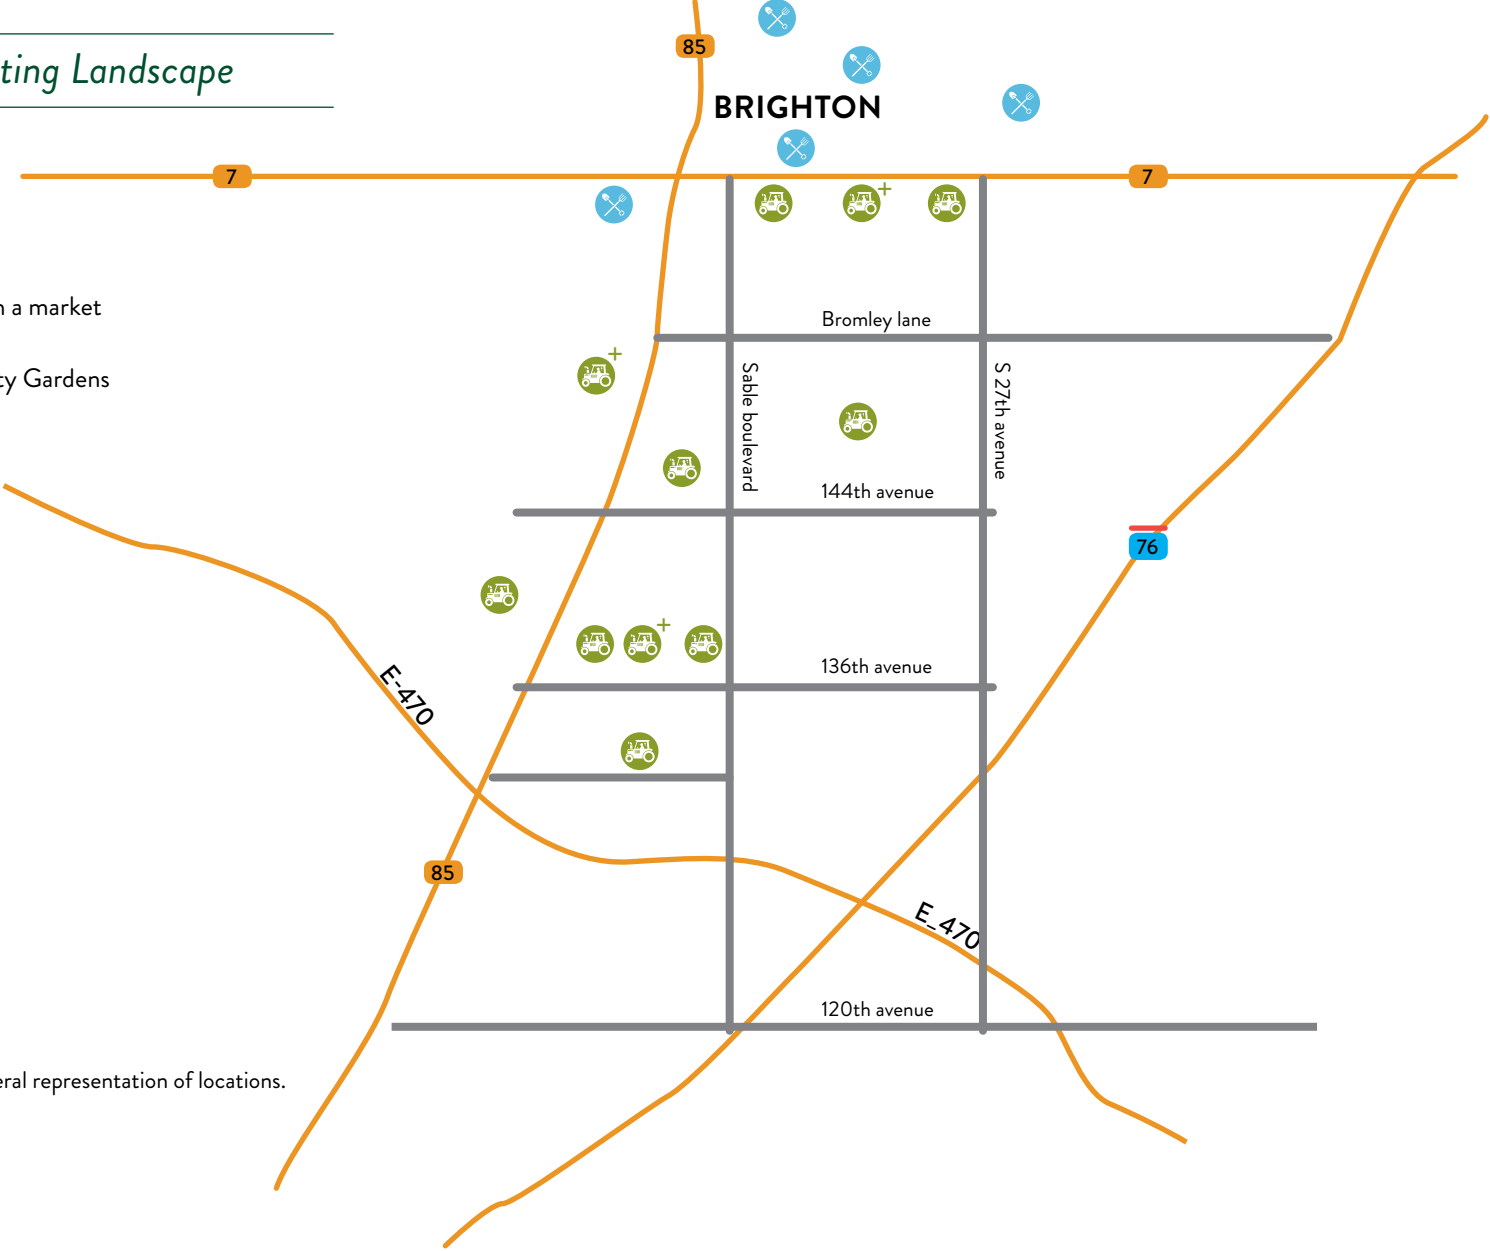 85
ting Landscape
BRIGHTON
7
7
a market
Bromley lane
Sable boulevard
S 27th avenue
ty Gardens
144th avenue
76
136th avenue
E-470
85
E_470
120th avenue
eral representation of locations.